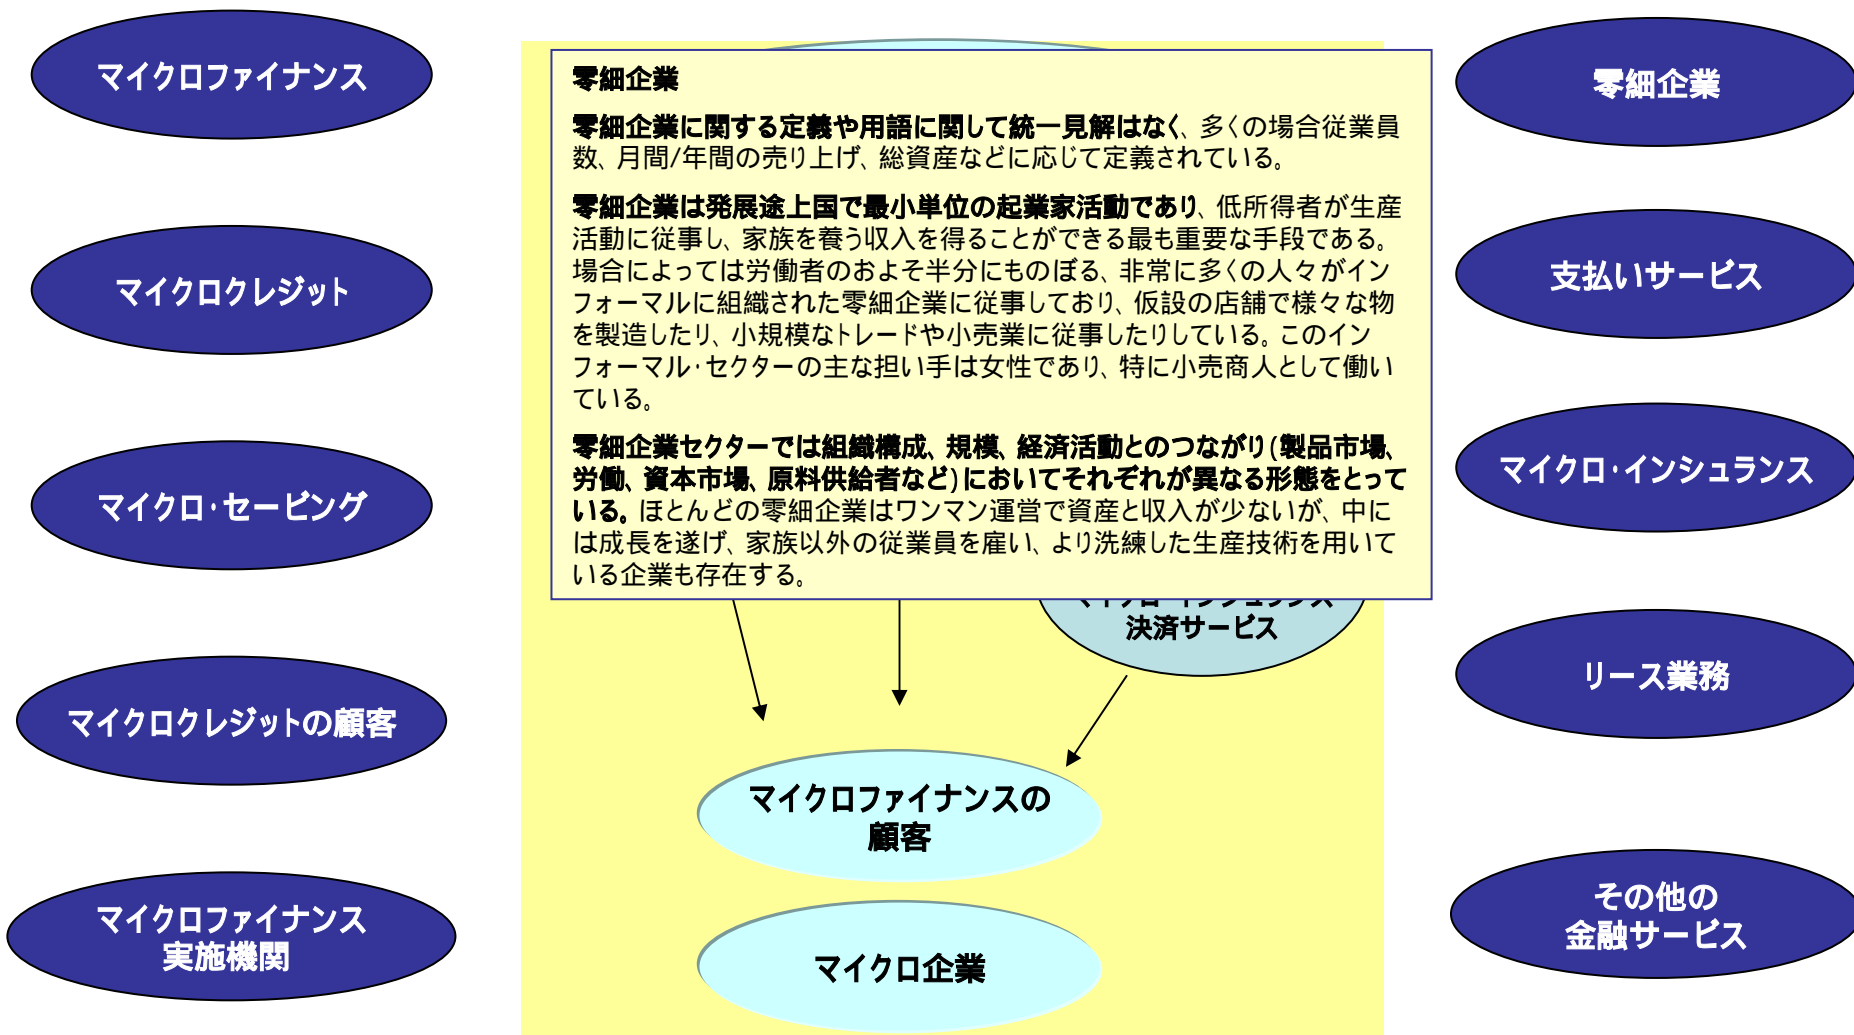 マイクロファイナンス
マイクロクレジット
マイクロ・セービング
マイクロクレジットの顧客
マイクロファイナンス
実施機関
零細企業
零細企業に関する定義や用語に関して統一見解はなく、多くの場合従業員
数、月間/年間の売り上げ、総資産などに応じて定義されている。
零細企業は発展途上国で最小単位の起業家活動であり、低所得者が生産
活動に従事し、家族を養う収入を得ることができる最も重要な手段である。
場合によっては労働者のおよそ半分にものぼる、非常に多くの人々がイン
フォーマルに組織された零細企業に従事しており、仮設の店舗で様々な物
を製造したり、小規模なトレードや小売業に従事したりしている。このイン
フォーマル・セクターの主な担い手は女性であり、特に小売商人として働い
ている。
零細企業セクターでは組織構成、規模、経済活動とのつながり(製品市場、
労働、資本市場、原料供給者など)においてそれぞれが異なる形態をとって
いる。ほとんどの零細企業はワンマン運営で資産と収入が少ないが、中に
は成長を遂げ、家族以外の従業員を雇い、より洗練した生産技術を用いて
いる企業も存在する。
マイクロ・インシュランス
決済サービス
マイクロファイナンスの
顧客
マイクロ企業
零細企業
支払いサービス
マイクロ・インシュランス
リース業務
その他の
金融サービス